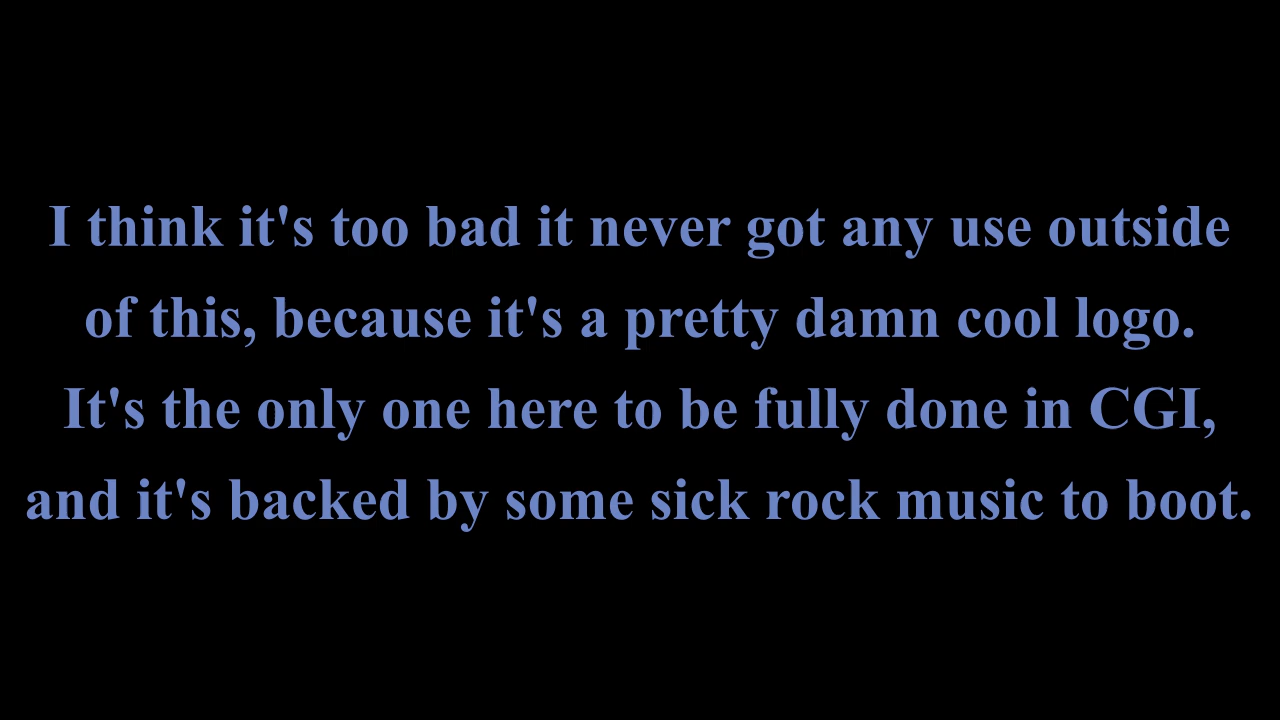 I think it's too bad it never got any use outside
of this, because it's a pretty damn cool logo.
It's the only one here to be fully done in CGI,
and it's backed by some sick rock music to boot.